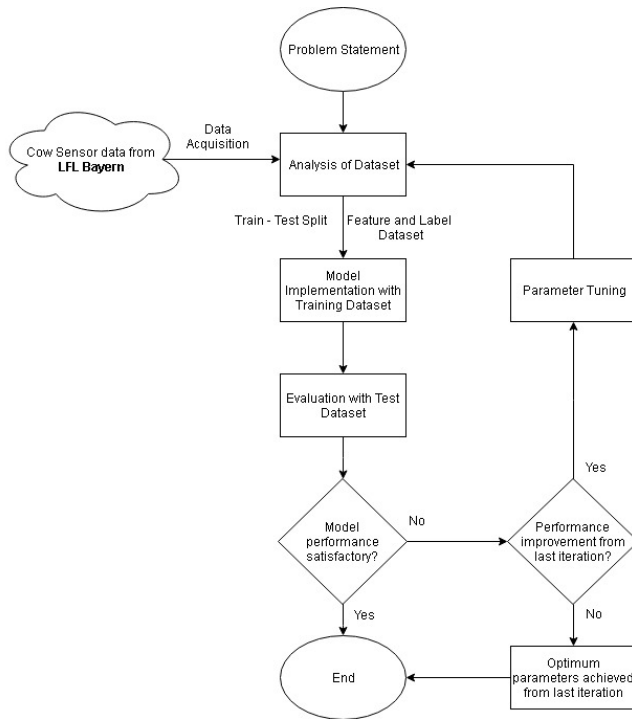 Problem Statement
Data
Acquisition
Cow Sensor data from
LFL Bayern
Analysis of Dataset
Train - Test Split
Feature and Label
Dataset
Model
Implementation with
Training Dataset
Parameter Tuning
Evaluation with Test
Dataset
Yes
Model
performance
satisfactory?
No
Performance
improvement from
last iteration?
Yes
No
End
Optimum
parameters achieved
from last iteration